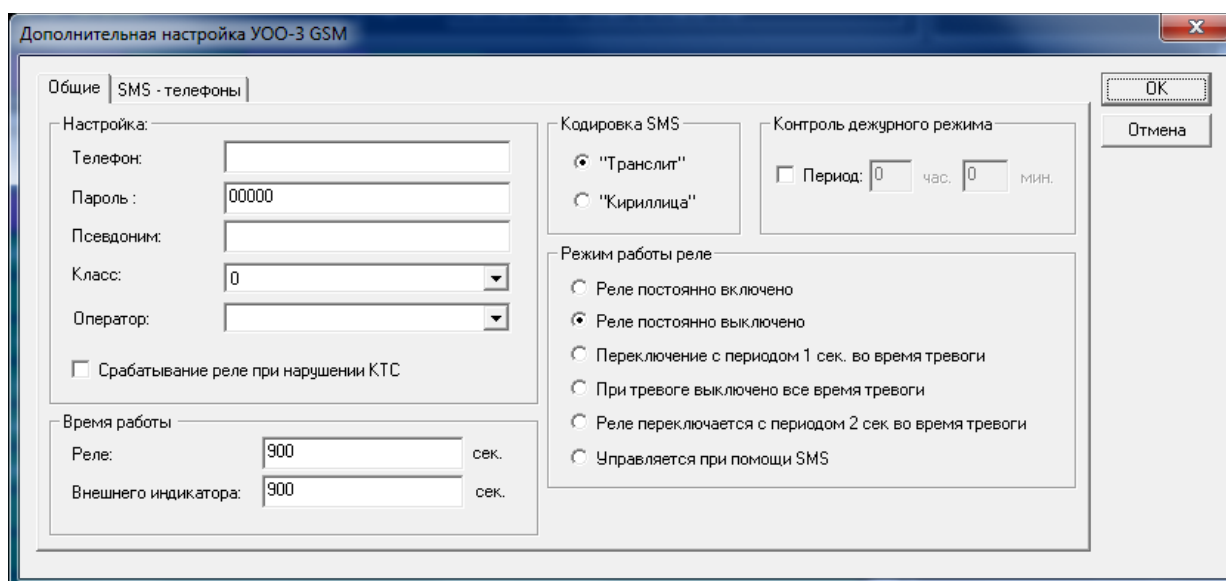 Дополнительная настройка УОО-3 GSM
Общие
SMS - телефоны
OK
Отмена
Настройка:
Телефон:
Пароль :
00000
Псевдоним:
Класс:
0
Оператор:
Срабатывание реле при нарушении КТС
Время работы
Реле:
900
сек.
Внешнего индикатора:
900
сек.
Кодировка SMS
"Транслит"
"Кириллица"
Контроль дежурного режима
Период:
0
час.
0
мин.
Режим работы реле
Реле постоянно включено
Реле постоянно выключено
Переключение с периодом 1 сек. во время тревоги
При тревоге выключено все время тревоги
Реле переключается с периодом 2 сек во время тревоги
Управляется при помощи SMS